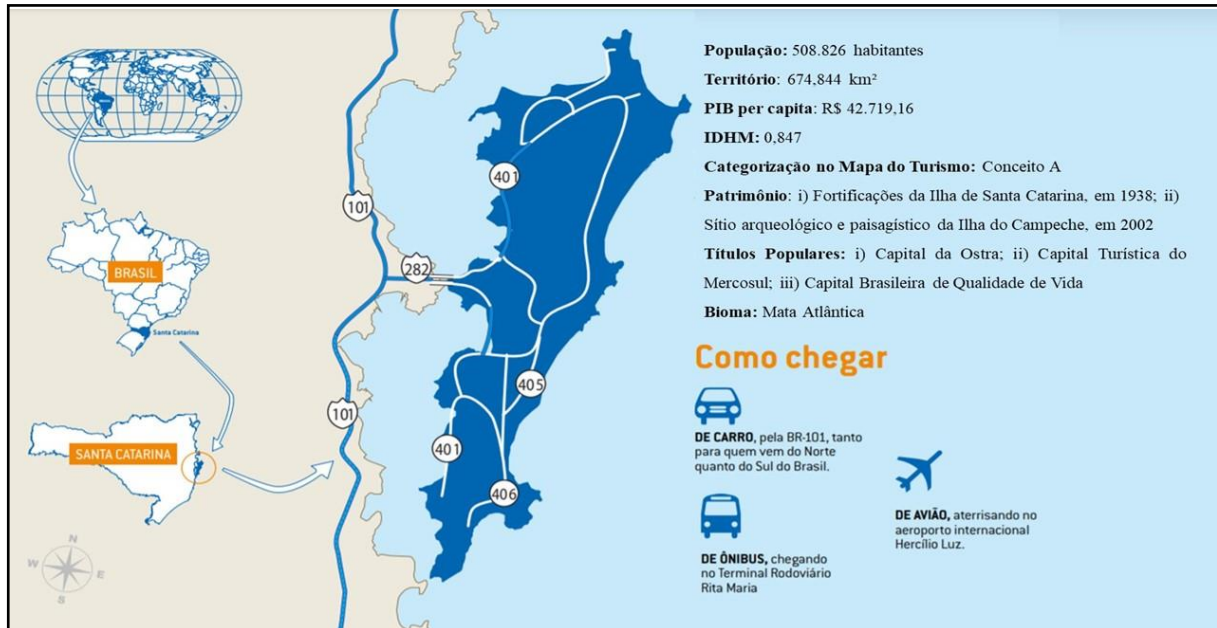 BRASIL
Santa Catarina
SANTA CATARINA
N
W
E
S
101
401
282
405
101
401
406
População: 508.826 habitantes
Território: 674,844 km²
PIB per capita: R$ 42.719,16
IDHM: 0,847
Categorização no Mapa do Turismo: Conceito A
Patrimônio: i) Fortificações da Ilha de Santa Catarina, em 1938; ii)
Sítio arqueológico e paisagístico da Ilha do Campeche, em 2002
Títulos Populares: i) Capital da Ostra; ii) Capital Turística do
Mercosul; iii) Capital Brasileira de Qualidade de Vida
Bioma: Mata Atlântica
Como chegar
DE CARRO, pela BR-101, tanto
para quem vem do Norte
quanto do Sul do Brasil.
DE AVIÃO, aterrisando no
aeroporto internacional
Hercílio Luz.
DE ÔNIBUS, chegando
no Terminal Rodoviário
Rita Maria